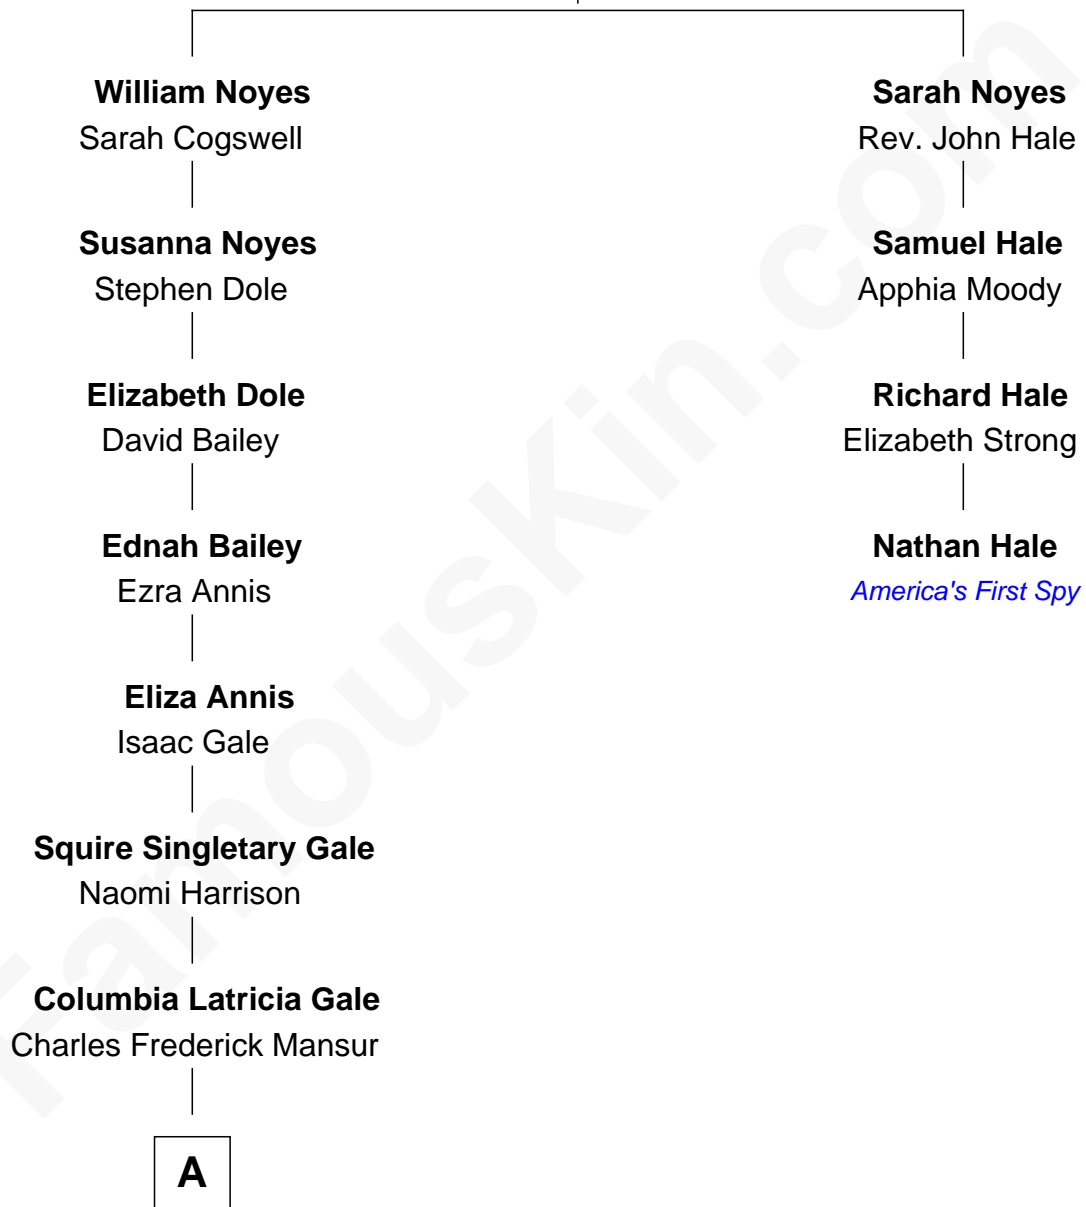 William Noyes
Sarah Cogswell
Susanna Noyes
Stephen Dole
Elizabeth Dole
David Bailey
Ednah Bailey
Ezra Annis
Eliza Annis
Isaac Gale
Squire Singletary Gale
Naomi Harrison
Columbia Latricia Gale
Charles Frederick Mansur
A
Sarah Noyes
Rev. John Hale
Samuel Hale
Apphia Moody
Richard Hale
Elizabeth Strong
Nathan Hale
America's First Spy
FamousKin.com